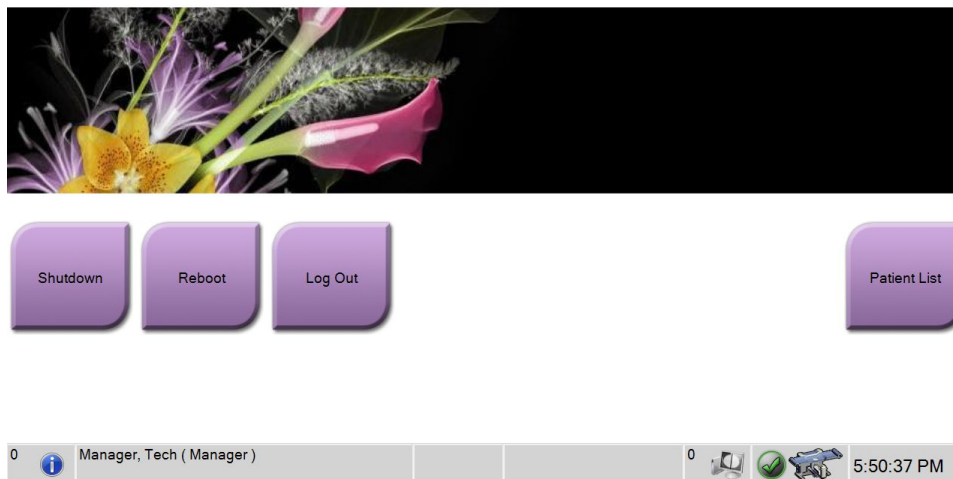 Shutdown
Reboot
Log Out
Patient List
0
Manager, Tech ( Manager )
0
5:50:37 PM